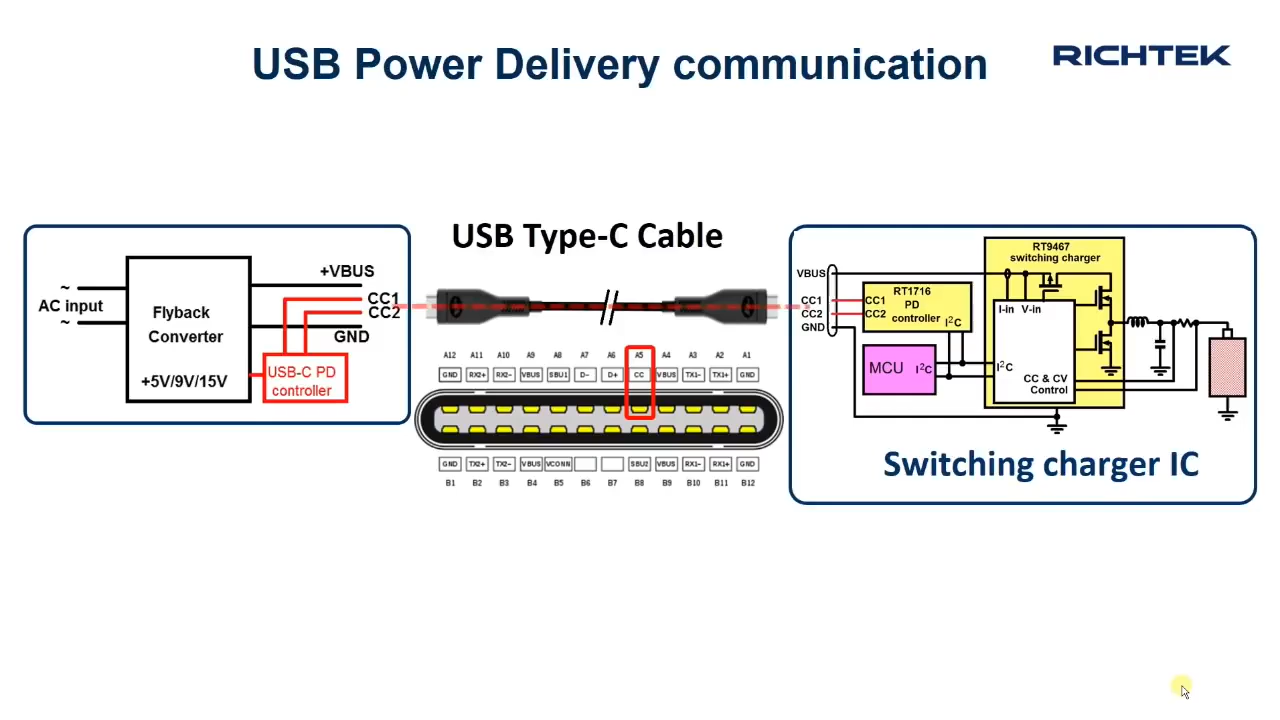 USB Power Delivery communication
RICHTEK
USB Type-C Cable
~
AC input
~
Flyback
Converter
+5V/9V/15V
+VBUS
CC1
CC2
GND
USB-C PD
controller
A12 A11 A10 A9 A8 A7 A6 A5 A4 A3 A2 A1
GND RX2+ RX2− VBUS SBU1 D− D+ CC VBUS TX1− TX1+ GND
GND TX2+ TX2− VBUS VCONN SBU2 VBUS RX1− RX1+ GND
B1 B2 B3 B4 B5 B6 B7 B8 B9 B10 B11 B12
VBUS
CC1
CC2
GND
RT1716
CC1 PD
CC2 controller
I²C
MCU I²C
RT9467
switching charger
I-in V-in
I²C
CC & CV
Control
Switching charger IC